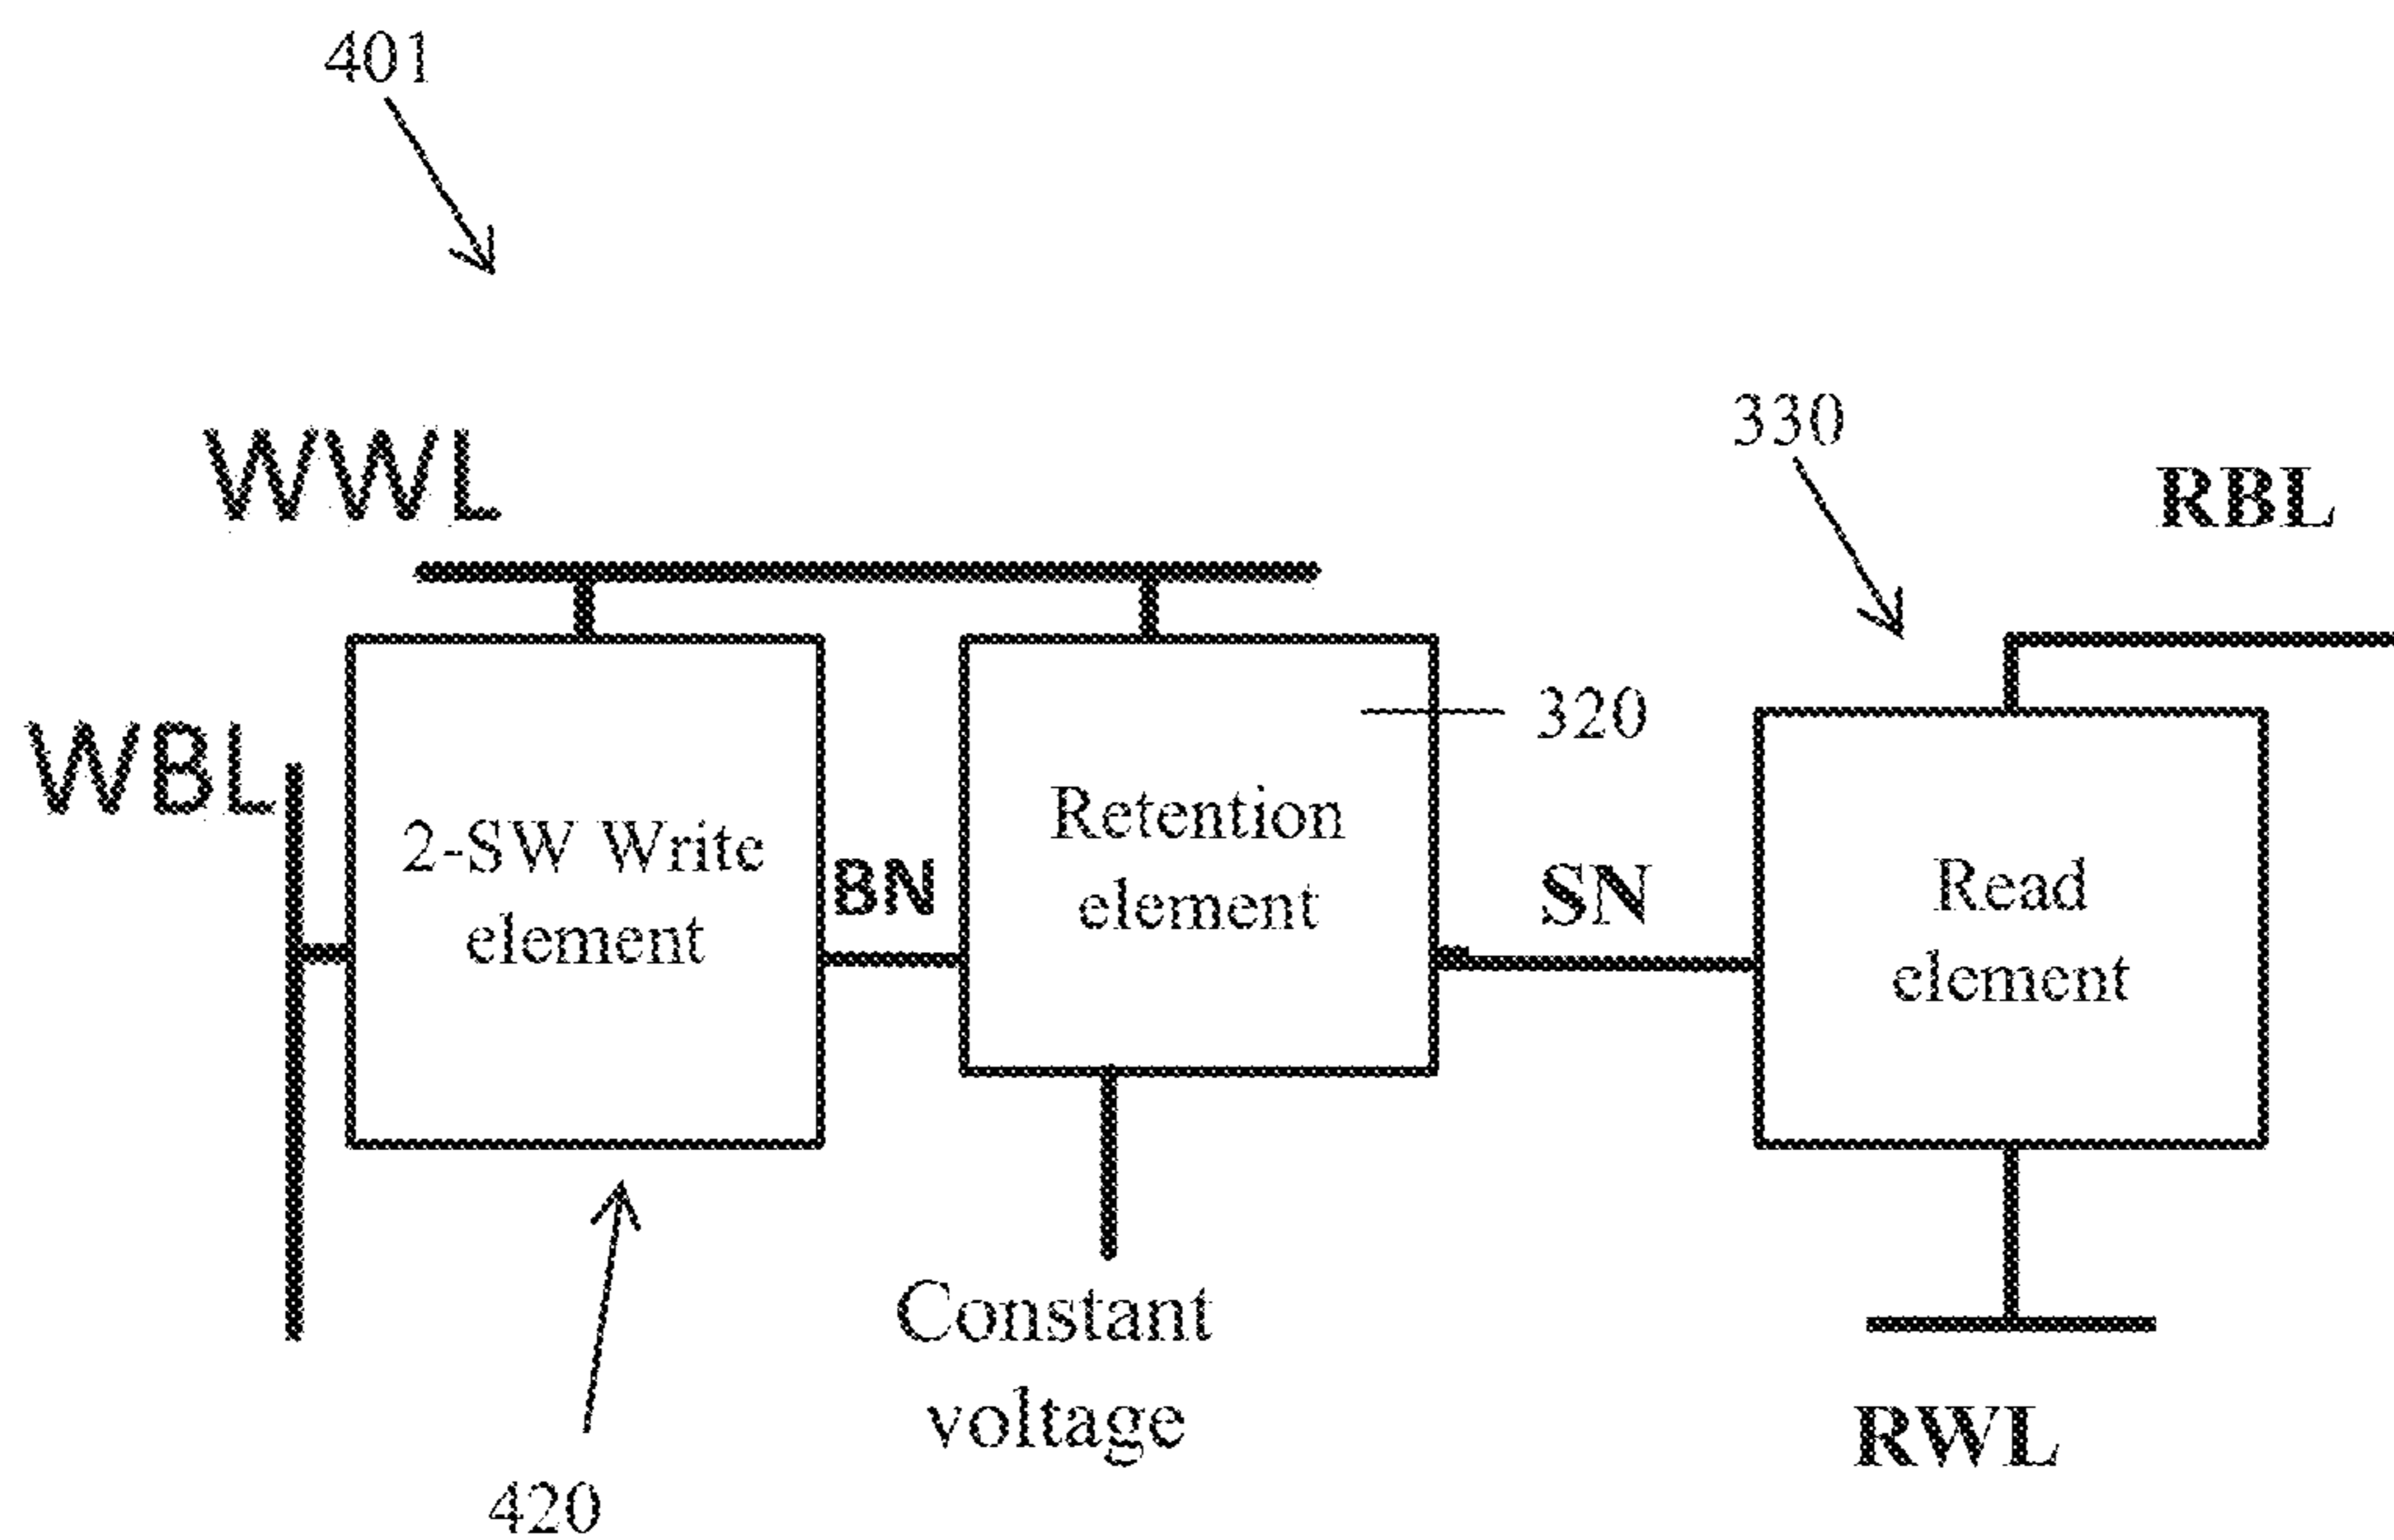 401
330
WWL
RBL
WBL
320
2-SW Write
element
BN
Retention
element
SN
Read
element
Constant
voltage
RWL
420